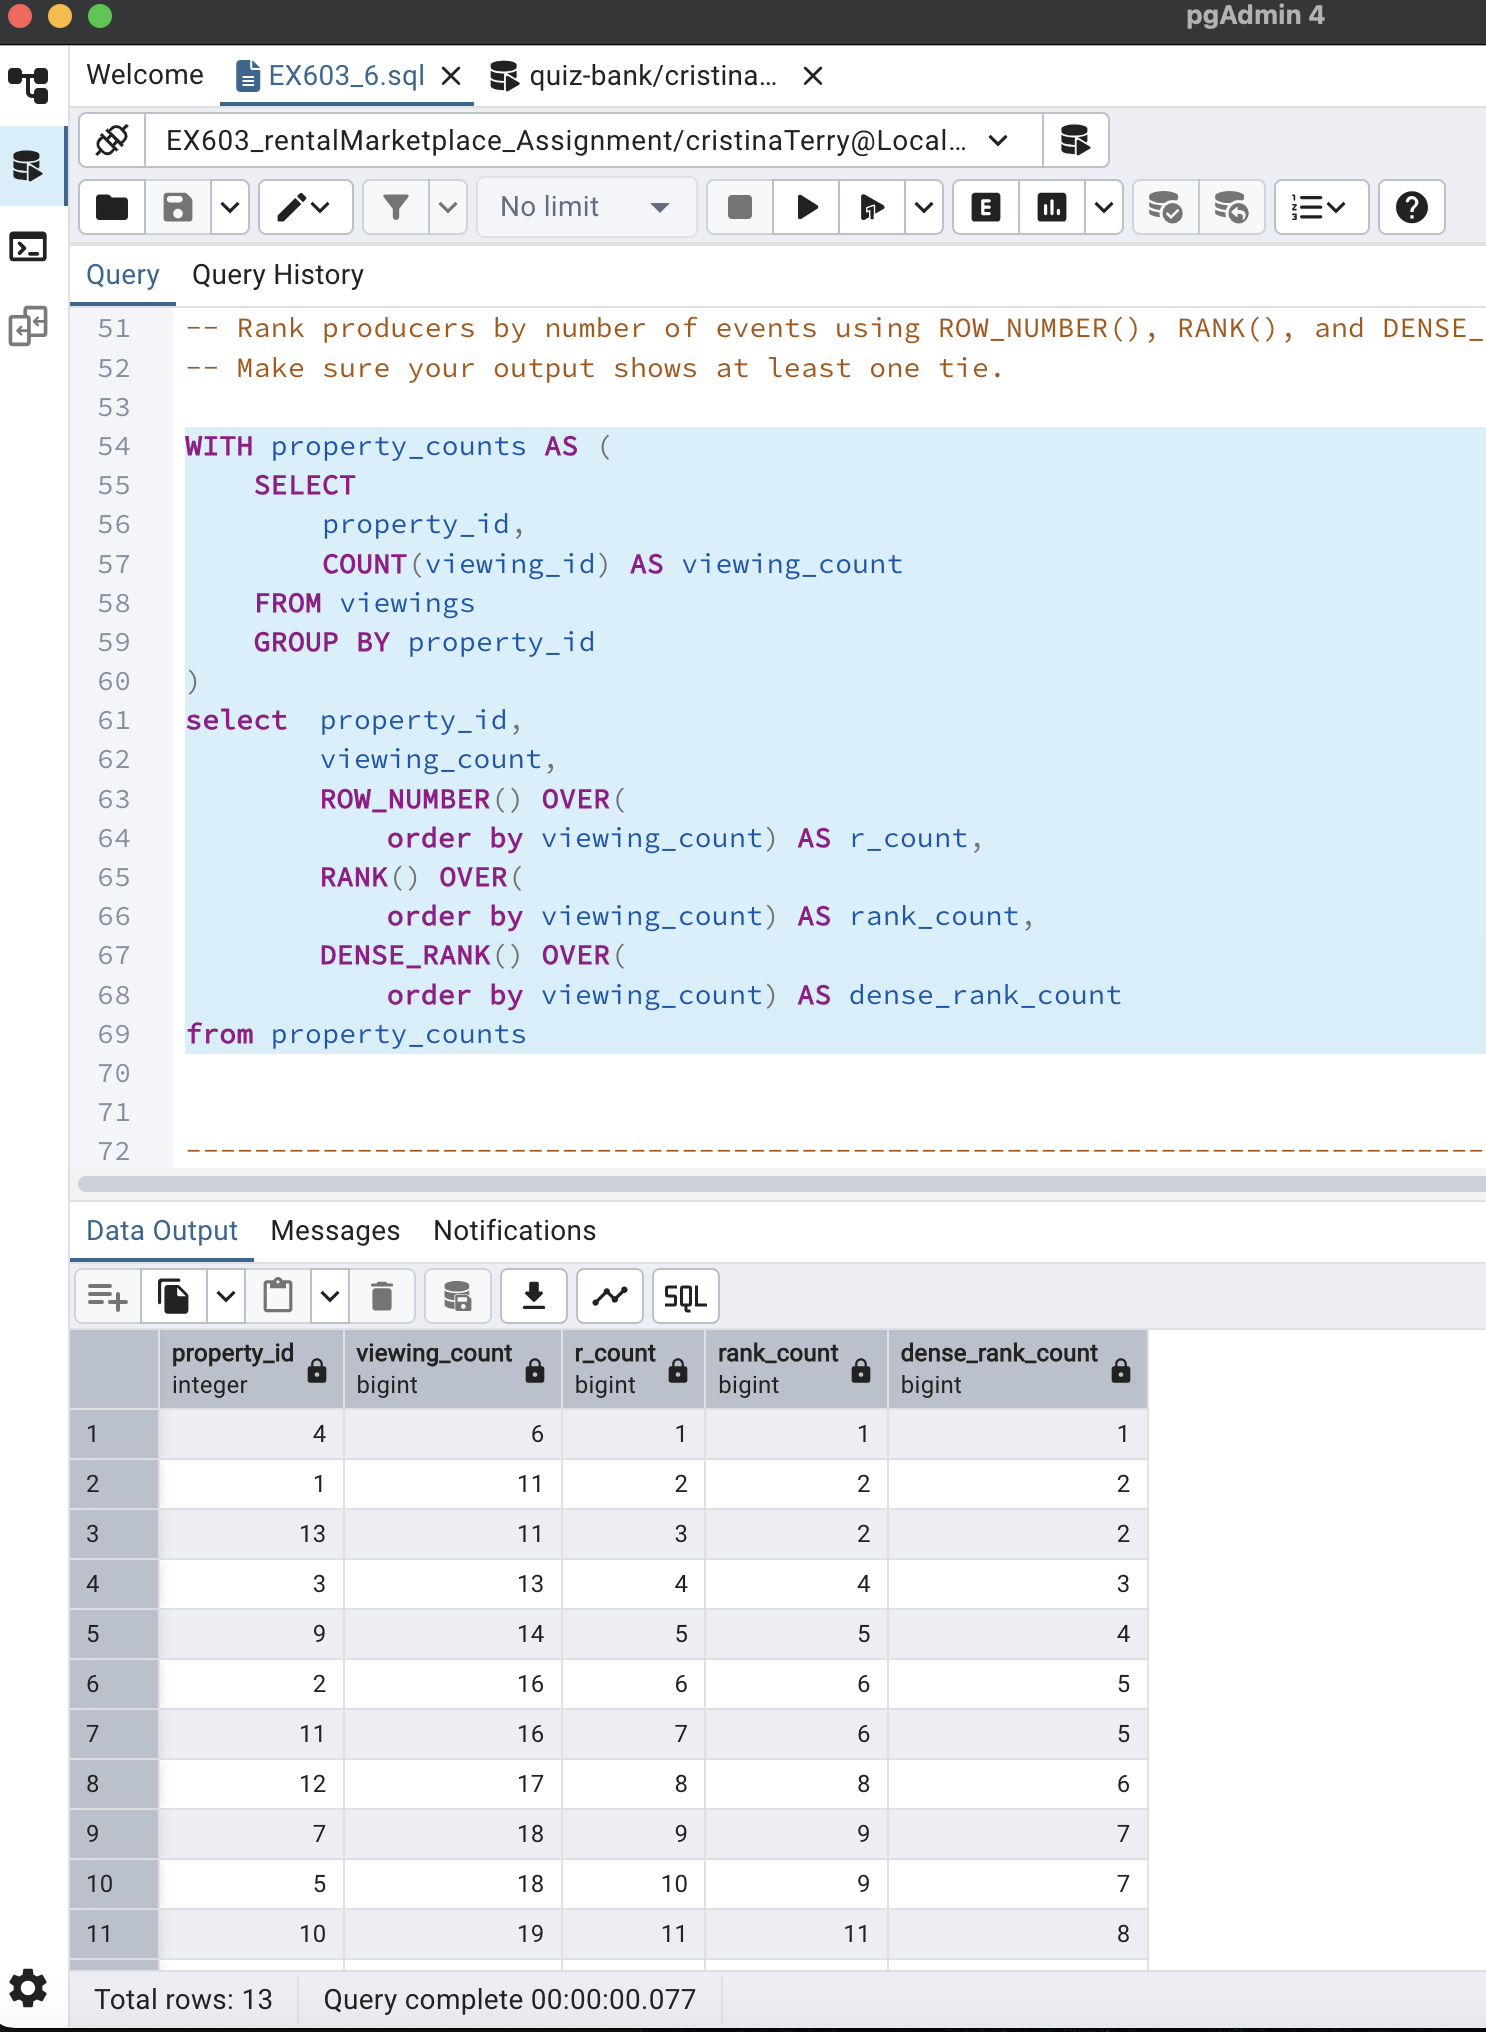 pgAdmin 4
Welcome EX603_6.sql quiz-bank/cristina...
EX603_rentalMarketplace_Assignment/cristinaTerry@Local...
No limit E
Query Query History
51 -- Rank producers by number of events using ROW_NUMBER(), RANK(), and DENSE_
52 -- Make sure your output shows at least one tie.
53
54 WITH property_counts AS (
55 SELECT
56 property_id,
57 COUNT(viewing_id) AS viewing_count
58 FROM viewings
59 GROUP BY property_id
60 )
61 select property_id,
62 viewing_count,
63 ROW_NUMBER() OVER(
64 order by viewing_count) AS r_count,
65 RANK() OVER(
66 order by viewing_count) AS rank_count,
67 DENSE_RANK() OVER(
68 order by viewing_count) AS dense_rank_count
69 from property_counts
70
71
72 ----------------------------------------------------------------------------
Data Output Messages Notifications
SQL
property_id viewing_count r_count rank_count dense_rank_count
integer bigint bigint bigint bigint
1 4 6 1 1 1
2 1 11 2 2 2
3 13 11 3 2 2
4 3 13 4 4 3
5 9 14 5 5 4
6 2 16 6 6 5
7 11 16 7 6 5
8 12 17 8 8 6
9 7 18 9 9 7
10 5 18 10 9 7
11 10 19 11 11 8
Total rows: 13 Query complete 00:00:00.077